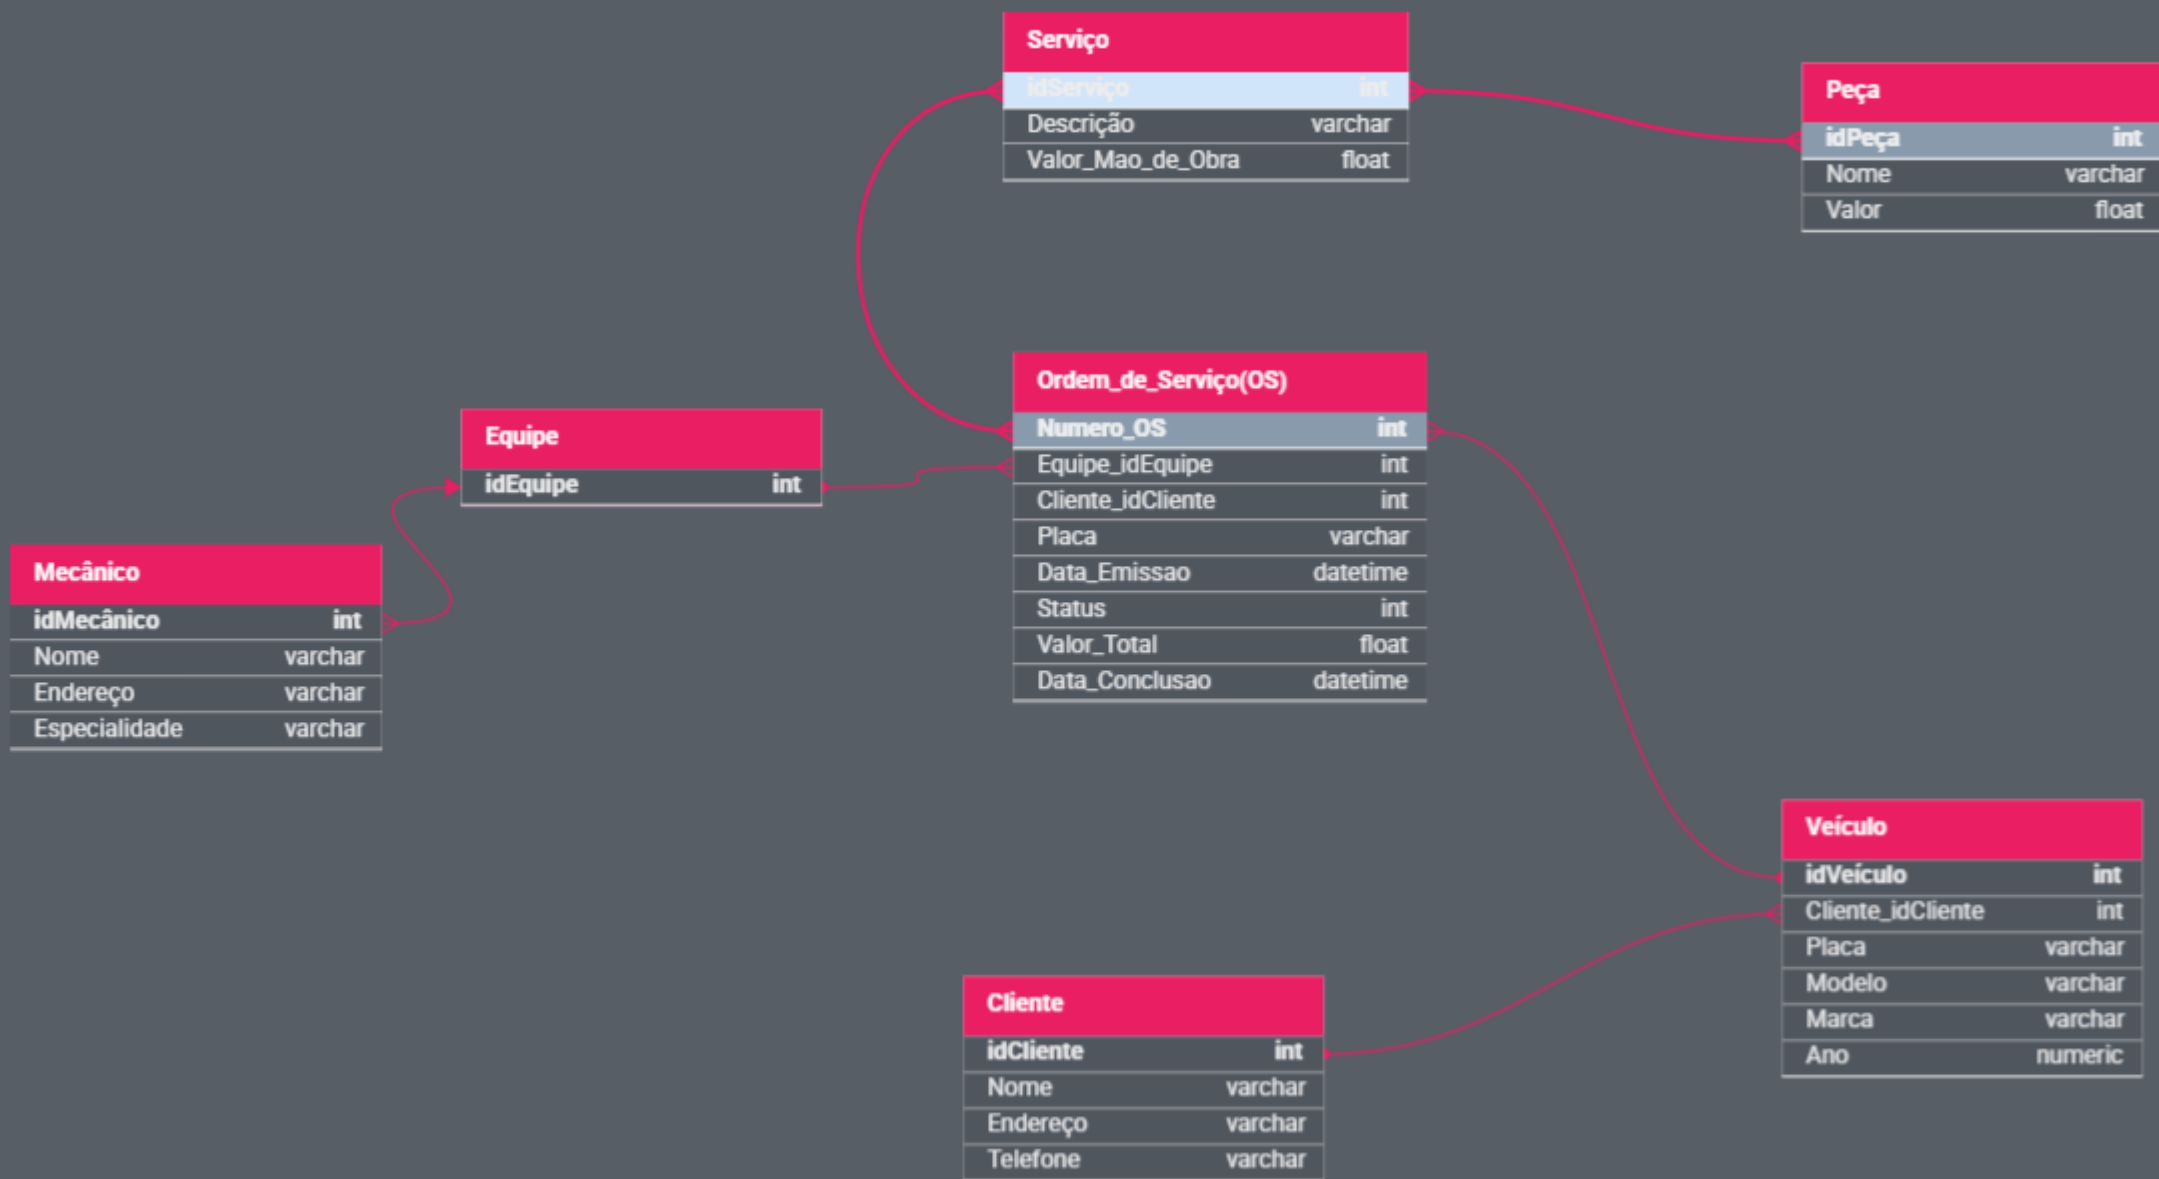 Serviço
idServiço int
Descrição varchar
Valor_Mao_de_Obra float
Peça
idPeça int
Nome varchar
Valor float
Ordem_de_Serviço(OS)
Numero_OS int
Equipe_idEquipe int
Cliente_idCliente int
Placa varchar
Data_Emissao datetime
Status int
Valor_Total float
Data_Conclusao datetime
Equipe
idEquipe int
Mecânico
idMecânico int
Nome varchar
Endereço varchar
Especialidade varchar
Veículo
idVeículo int
Cliente_idCliente int
Placa varchar
Modelo varchar
Marca varchar
Ano numeric
Cliente
idCliente int
Nome varchar
Endereço varchar
Telefone varchar